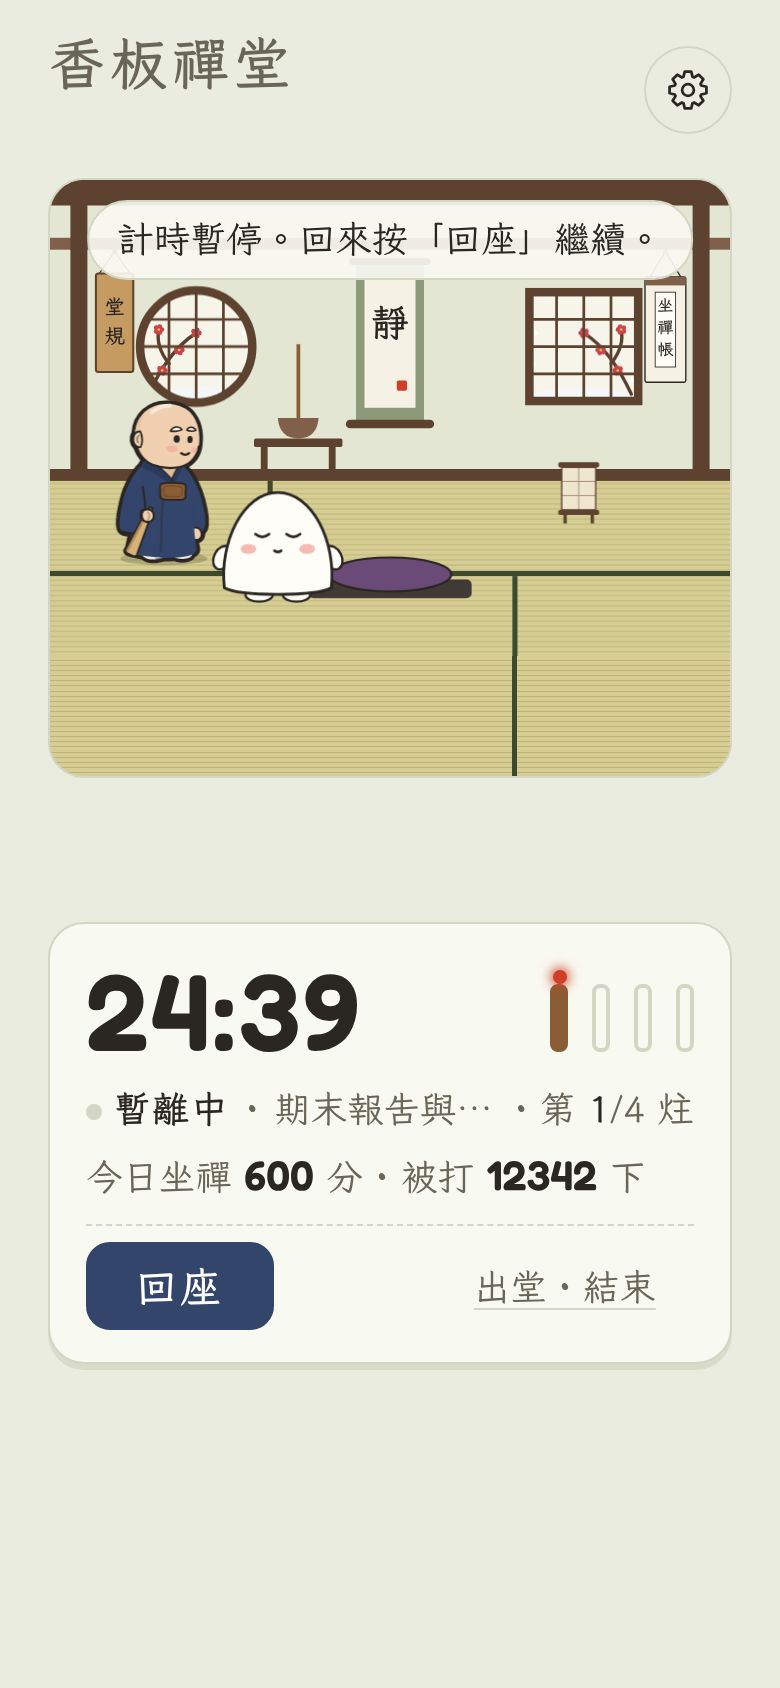 香板禪堂
計時暫停。回來按「回座」繼續。
堂規
靜
坐禪帳
24:39
暫離中 · 期末報告與… · 第 1/4 炷
今日坐禪 600 分 · 被打 12342 下
回座
出堂 · 結束